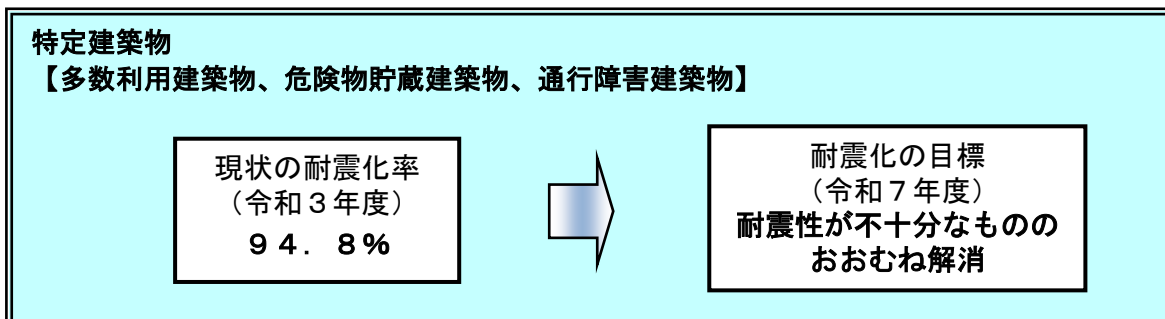 特定建築物
【多数利用建築物、危険物貯蔵建築物、通行障害建築物】
現状の耐震化率
（令和３年度）
９４．８％
耐震化の目標
（令和７年度）
耐震性が不十分なものの
おおむね解消